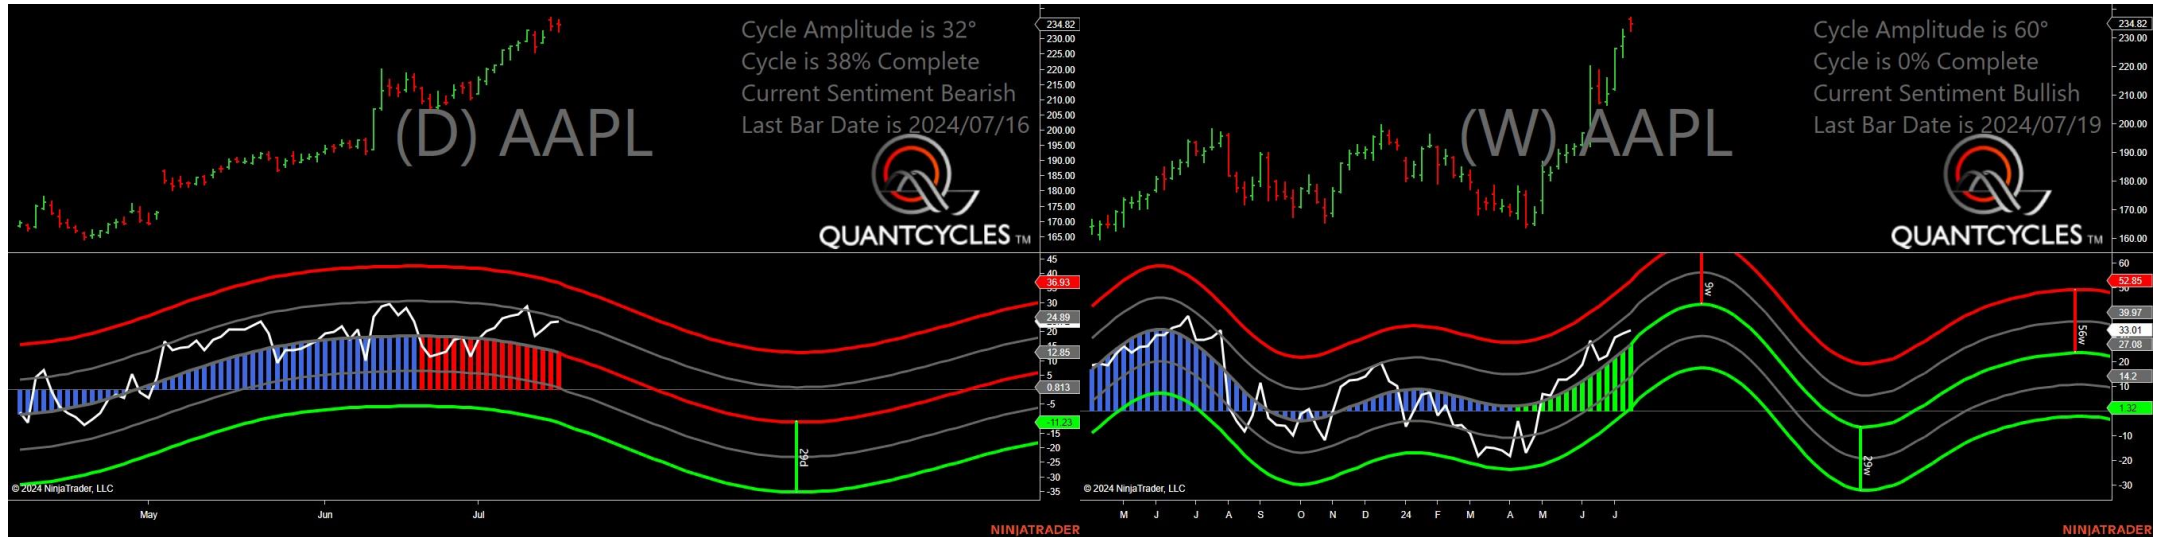 Cycle Amplitude is 32°
Cycle is 38% Complete
Current Sentiment Bearish
Last Bar Date is 2024/07/16
(D) AAPL
QUANTCYCLES TM
234.82
230.00
225.00
220.00
215.00
210.00
205.00
200.00
195.00
190.00
185.00
180.00
175.00
170.00
165.00
45
40
36.93
30
24.89
20
15
12.85
5
0.813
-5
-11.23
-15
-20
-25
-30
-35
29d
© 2024 NinjaTrader, LLC
May
Jun
Jul
NINJATRADER
Cycle Amplitude is 60°
Cycle is 0% Complete
Current Sentiment Bullish
Last Bar Date is 2024/07/19
(W) AAPL
QUANTCYCLES TM
234.82
230.00
220.00
210.00
200.00
190.00
180.00
170.00
160.00
60
52.85
39.97
33.01
27.08
20
14.2
10
1.32
-10
-20
-30
9w
29w
56w
© 2024 NinjaTrader, LLC
M J J A S O N D 24 F M A M J J
NINJATRADER